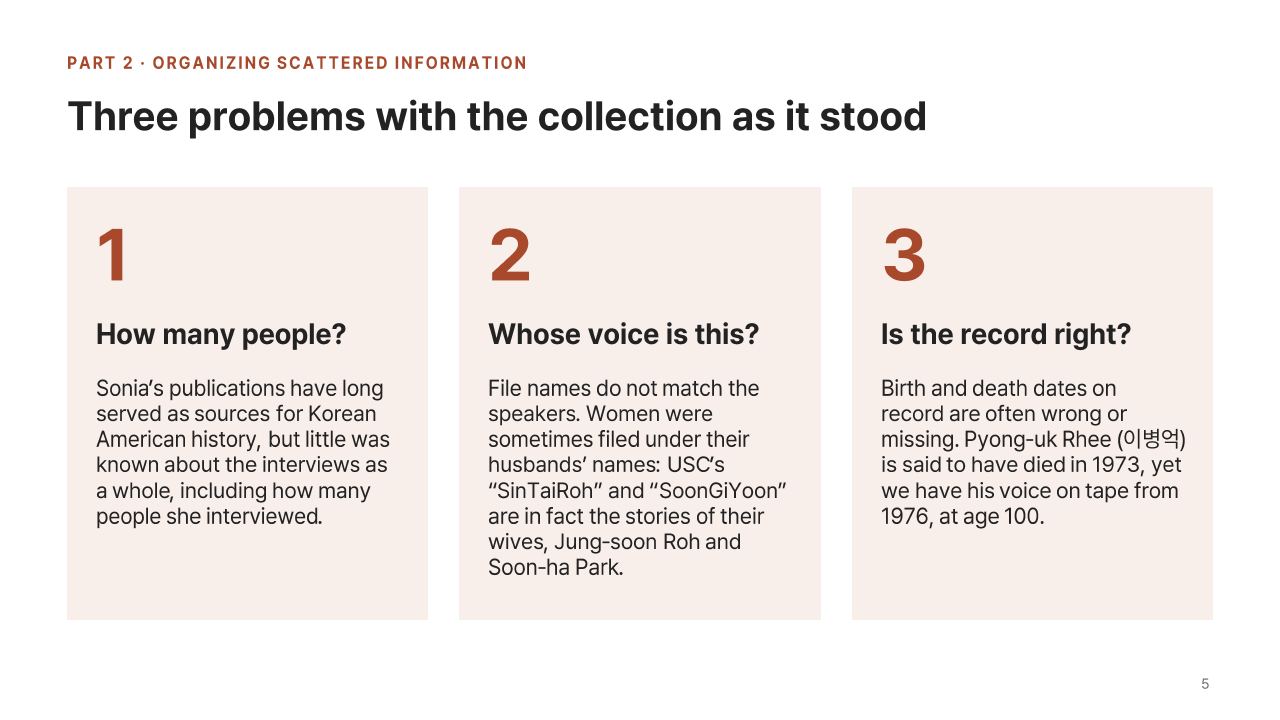 PART 2 · ORGANIZING SCATTERED INFORMATION
Three problems with the collection as it stood
1
How many people?
Sonia’s publications have long
served as sources for Korean
American history, but little was
known about the interviews as
a whole, including how many
people she interviewed.
2
Whose voice is this?
File names do not match the
speakers. Women were
sometimes filed under their
husbands’ names: USC’s
“SinTaiRoh” and “SoonGiYoon”
are in fact the stories of their
wives, Jung-soon Roh and
Soon-ha Park.
3
Is the record right?
Birth and death dates on
record are often wrong or
missing. Pyong-uk Rhee (이병억)
is said to have died in 1973, yet
we have his voice on tape from
1976, at age 100.
5